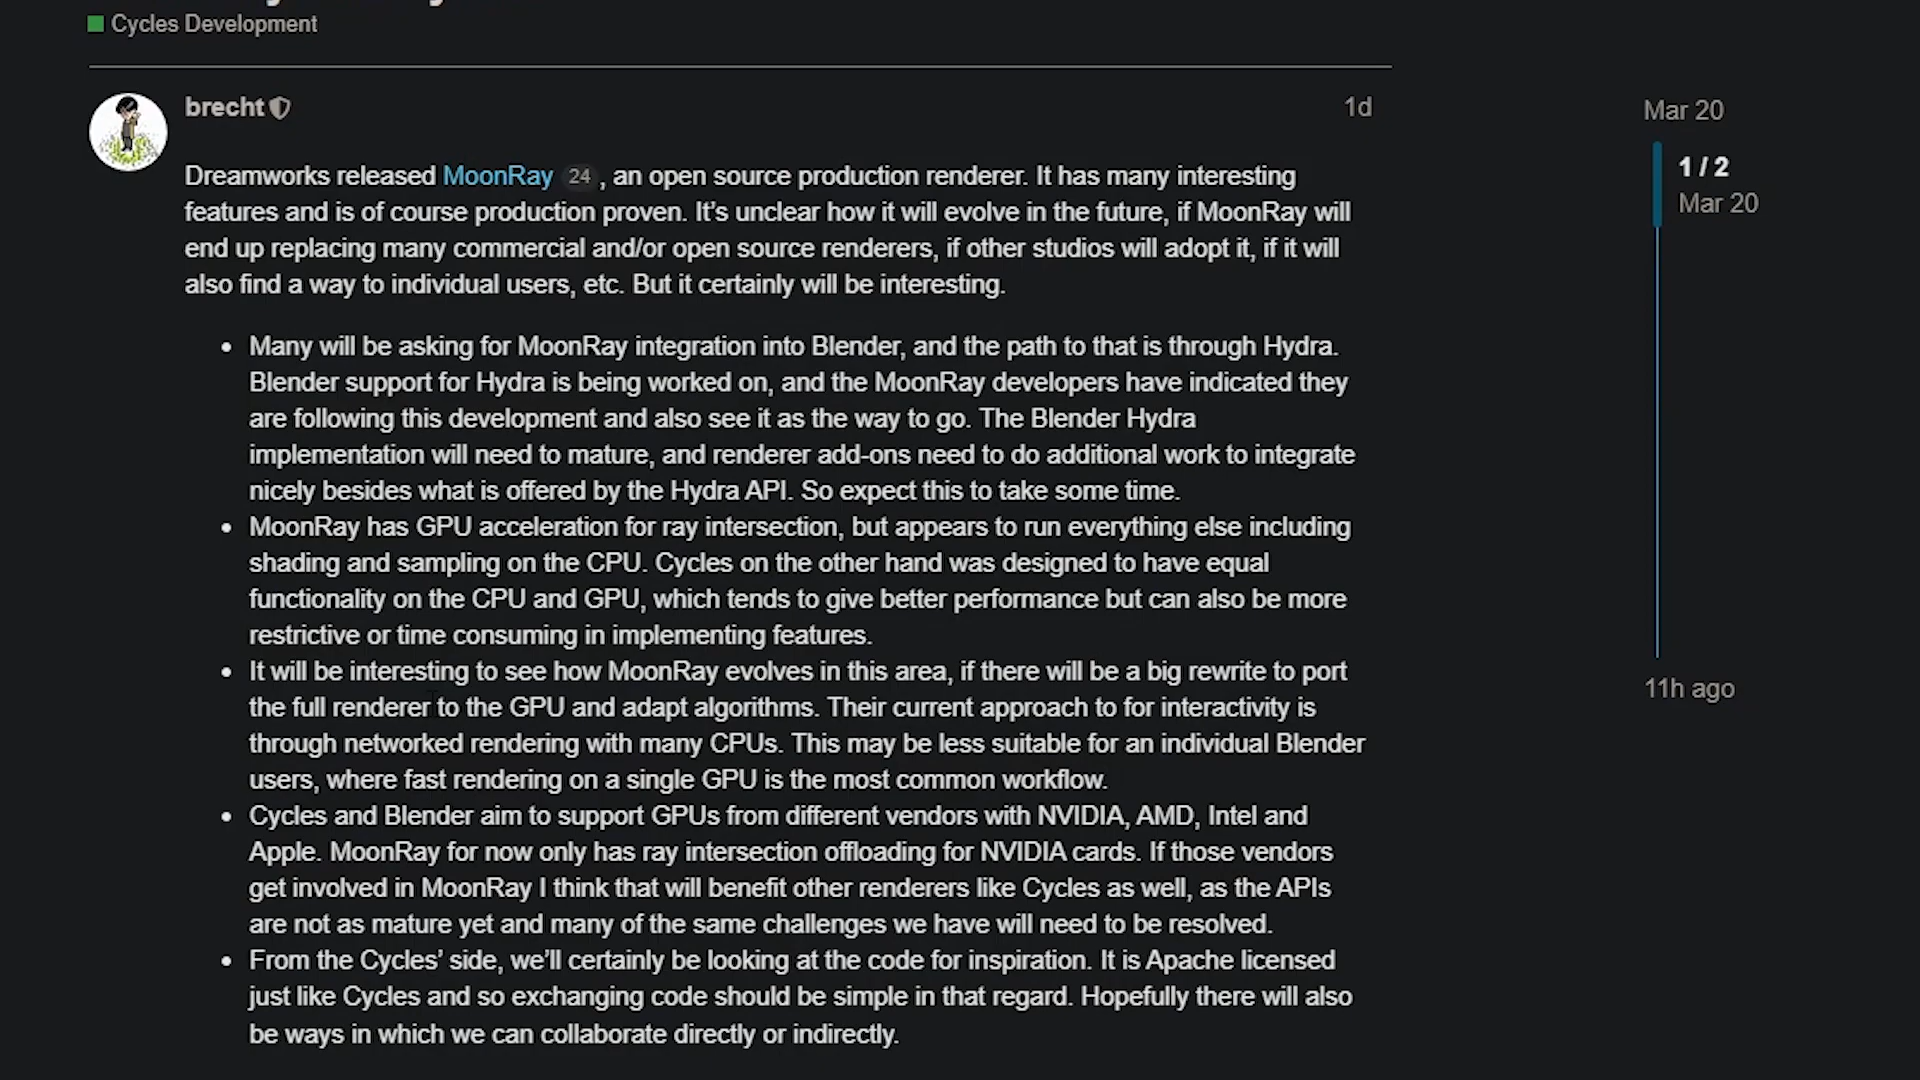 Cycles Development
brecht
1d
Dreamworks released MoonRay 24 , an open source production renderer. It has many interesting
features and is of course production proven. It's unclear how it will evolve in the future, if MoonRay will
end up replacing many commercial and/or open source renderers, if other studios will adopt it, if it will
also find a way to individual users, etc. But it certainly will be interesting.
• Many will be asking for MoonRay integration into Blender, and the path to that is through Hydra.
Blender support for Hydra is being worked on, and the MoonRay developers have indicated they
are following this development and also see it as the way to go. The Blender Hydra
implementation will need to mature, and renderer add-ons need to do additional work to integrate
nicely besides what is offered by the Hydra API. So expect this to take some time.
• MoonRay has GPU acceleration for ray intersection, but appears to run everything else including
shading and sampling on the CPU. Cycles on the other hand was designed to have equal
functionality on the CPU and GPU, which tends to give better performance but can also be more
restrictive or time consuming in implementing features.
• It will be interesting to see how MoonRay evolves in this area, if there will be a big rewrite to port
the full renderer to the GPU and adapt algorithms. Their current approach to for interactivity is
through networked rendering with many CPUs. This may be less suitable for an individual Blender
users, where fast rendering on a single GPU is the most common workflow.
• Cycles and Blender aim to support GPUs from different vendors with NVIDIA, AMD, Intel and
Apple. MoonRay for now only has ray intersection offloading for NVIDIA cards. If those vendors
get involved in MoonRay I think that will benefit other renderers like Cycles as well, as the APIs
are not as mature yet and many of the same challenges we have will need to be resolved.
• From the Cycles' side, we'll certainly be looking at the code for inspiration. It is Apache licensed
just like Cycles and so exchanging code should be simple in that regard. Hopefully there will also
be ways in which we can collaborate directly or indirectly.
Mar 20
1 / 2
Mar 20
11h ago